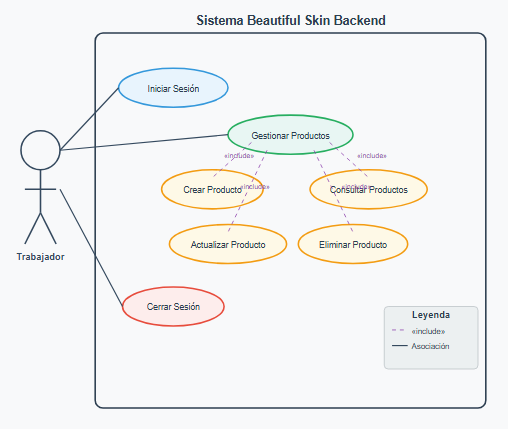 Sistema Beautiful Skin Backend
Iniciar Sesión
Gestionar Productos
«include»
«include»
Crear Producto
«include»
«include»
Consultar Productos
Actualizar Producto
Eliminar Producto
Trabajador
Cerrar Sesión
Leyenda
«include»
Asociación